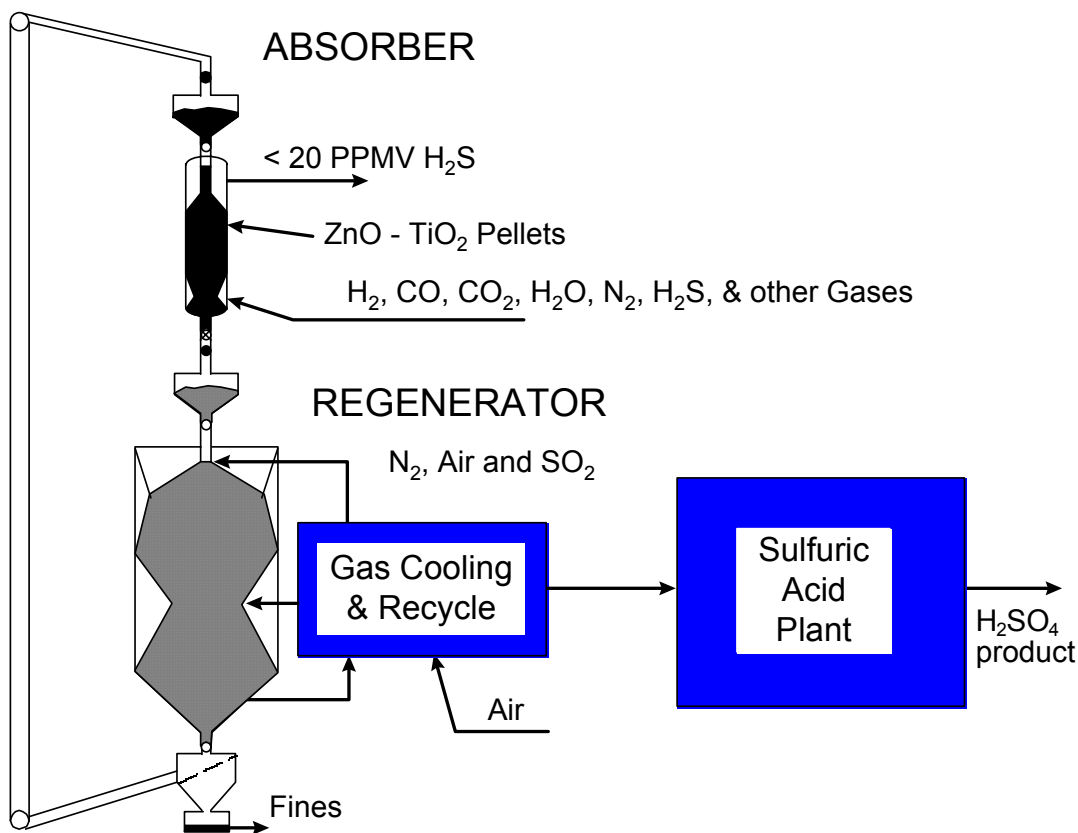 ABSORBER
< 20 PPMV H₂S
ZnO - TiO₂ Pellets
H₂, CO, CO₂, H₂O, N₂, H₂S, & other Gases
REGENERATOR
N₂, Air and SO₂
Gas Cooling
& Recycle
Sulfuric
Acid
Plant
H₂SO₄
product
Air
Fines